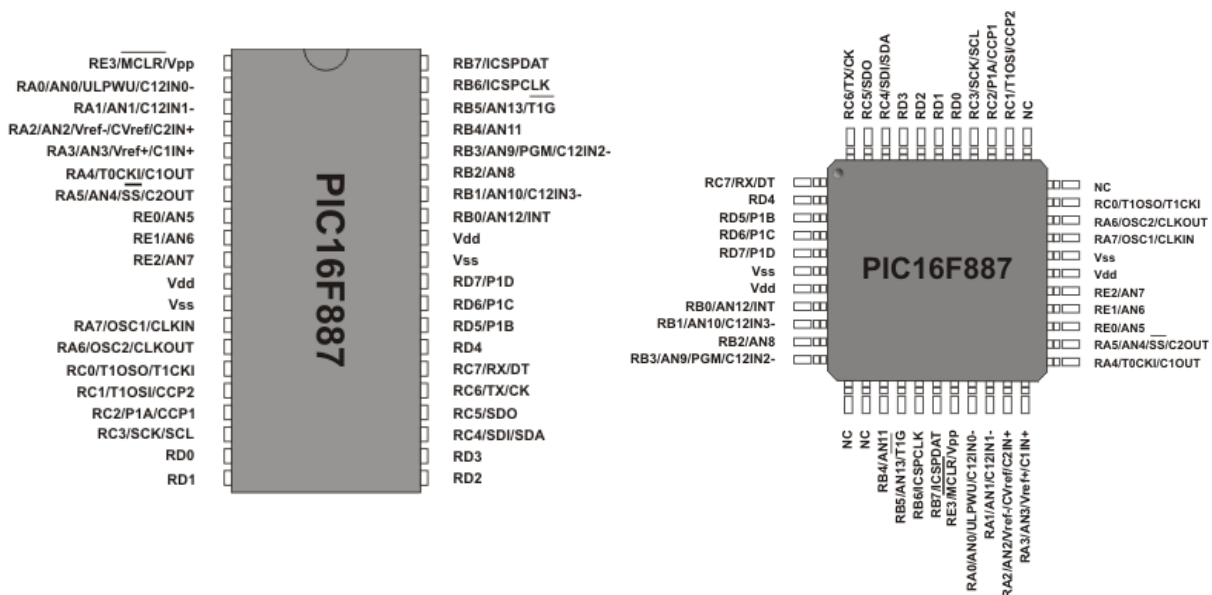 RE3/MCLR/Vpp
RA0/AN0/ULPWU/C12IN0-
RA1/AN1/C12IN1-
RA2/AN2/Vref-/CVref/C2IN+
RA3/AN3/Vref+/C1IN+
RA4/T0CKI/C1OUT
RA5/AN4/SS/C2OUT
RE0/AN5
RE1/AN6
RE2/AN7
Vdd
Vss
RA7/OSC1/CLKIN
RA6/OSC2/CLKOUT
RC0/T1OSO/T1CKI
RC1/T1OSI/CCP2
RC2/P1A/CCP1
RC3/SCK/SCL
RD0
RD1
PIC16F887
RB7/ICSPDAT
RB6/ICSPCLK
RB5/AN13/T1G
RB4/AN11
RB3/AN9/PGM/C12IN2-
RB2/AN8
RB1/AN10/C12IN3-
RB0/AN12/INT
Vdd
Vss
RD7/P1D
RD6/P1C
RD5/P1B
RD4
RC7/RX/DT
RC6/TX/CK
RC5/SDO
RC4/SDI/SDA
RD3
RD2
RC6/TX/CK
RC5/SDO
RC4/SDI/SDA
RD3
RD2
RD1
RD0
RC3/SCK/SCL
RC2/P1A/CCP1
RC1/T1OSI/CCP2
NC
RC7/RX/DT
RD4
RD5/P1B
RD6/P1C
RD7/P1D
Vss
Vdd
RB0/AN12/INT
RB1/AN10/C12IN3-
RB2/AN8
RB3/AN9/PGM/C12IN2-
PIC16F887
NC
RC0/T1OSO/T1CKI
RA6/OSC2/CLKOUT
RA7/OSC1/CLKIN
Vss
Vdd
RE2/AN7
RE1/AN6
RE0/AN5
RA5/AN4/SS/C2OUT
RA4/T0CKI/C1OUT
NC
NC
RB4/AN11
RB5/AN13/T1G
RB6/ICSPCLK
RB7/ICSPDAT
RE3/MCLR/Vpp
RA0/AN0/ULPWU/C12IN0-
RA1/AN1/C12IN1-
RA2/AN2/Vref-/CVref/C2IN+
RA3/AN3/Vref+/C1IN+